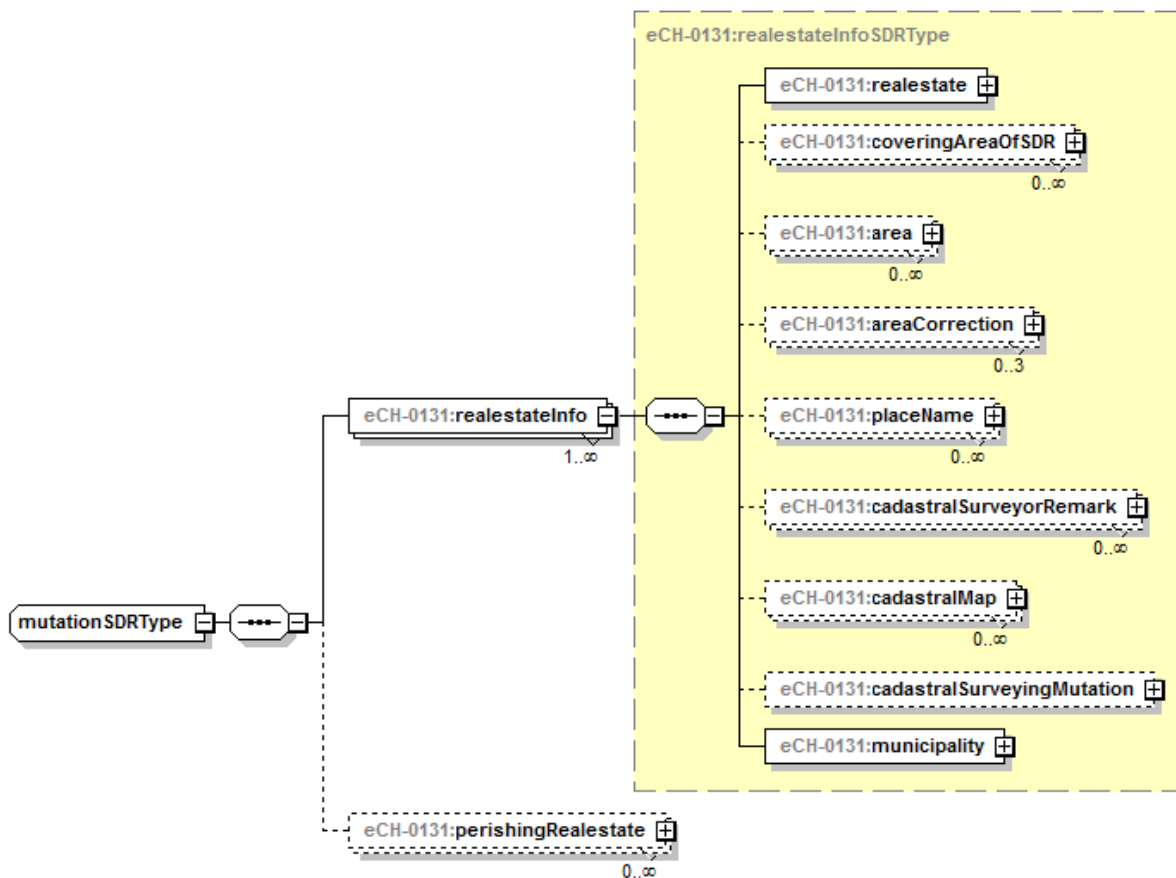 eCH-0131:realestateInfoSDRType
eCH-0131:realestate
eCH-0131:coveringAreaOfSDR
0..∞
eCH-0131:area
0..∞
eCH-0131:areaCorrection
0..3
eCH-0131:realestateInfo
1..∞
eCH-0131:placeName
0..∞
eCH-0131:cadastralSurveyorRemark
0..∞
eCH-0131:cadastralMap
0..∞
mutationSDRType
eCH-0131:cadastralSurveyingMutation
eCH-0131:municipality
eCH-0131:perishingRealestate
0..∞